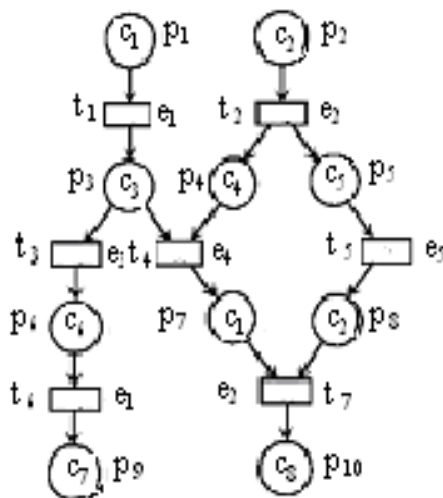 c1 p1 c2 p2
t1 e1 t2 e2
p3 c3 p4 c4 c5 p5
t3 e3 t4 e4 t5 e5
p6 c6 p7 c1 c2 p8
t6 e1 e2 t7
c7 p9 c8 p10